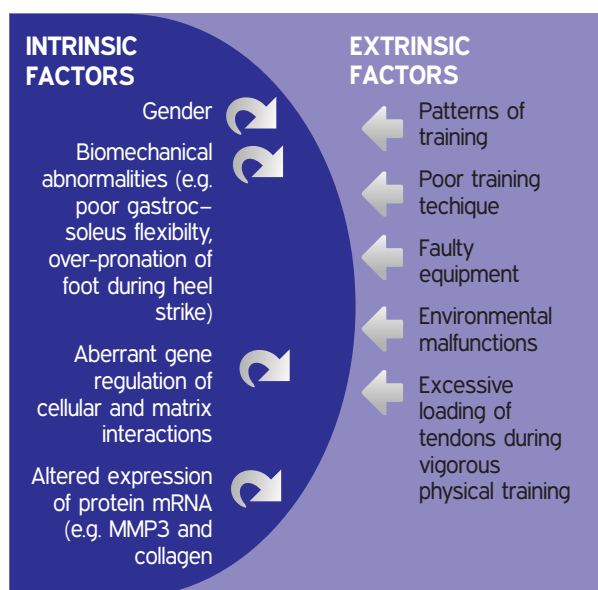 INTRINSIC
FACTORS
Gender
Biomechanical
abnormalities (e.g.
poor gastroc–
soleus flexibilty,
over-pronation of
foot during heel
strike)
Aberrant gene
regulation of
cellular and matrix
interactions
Altered expression
of protein mRNA
(e.g. MMP3 and
collagen
EXTRINSIC
FACTORS
Patterns of
training
Poor training
techique
Faulty
equipment
Environmental
malfunctions
Excessive
loading of
tendons during
vigorous
physical training